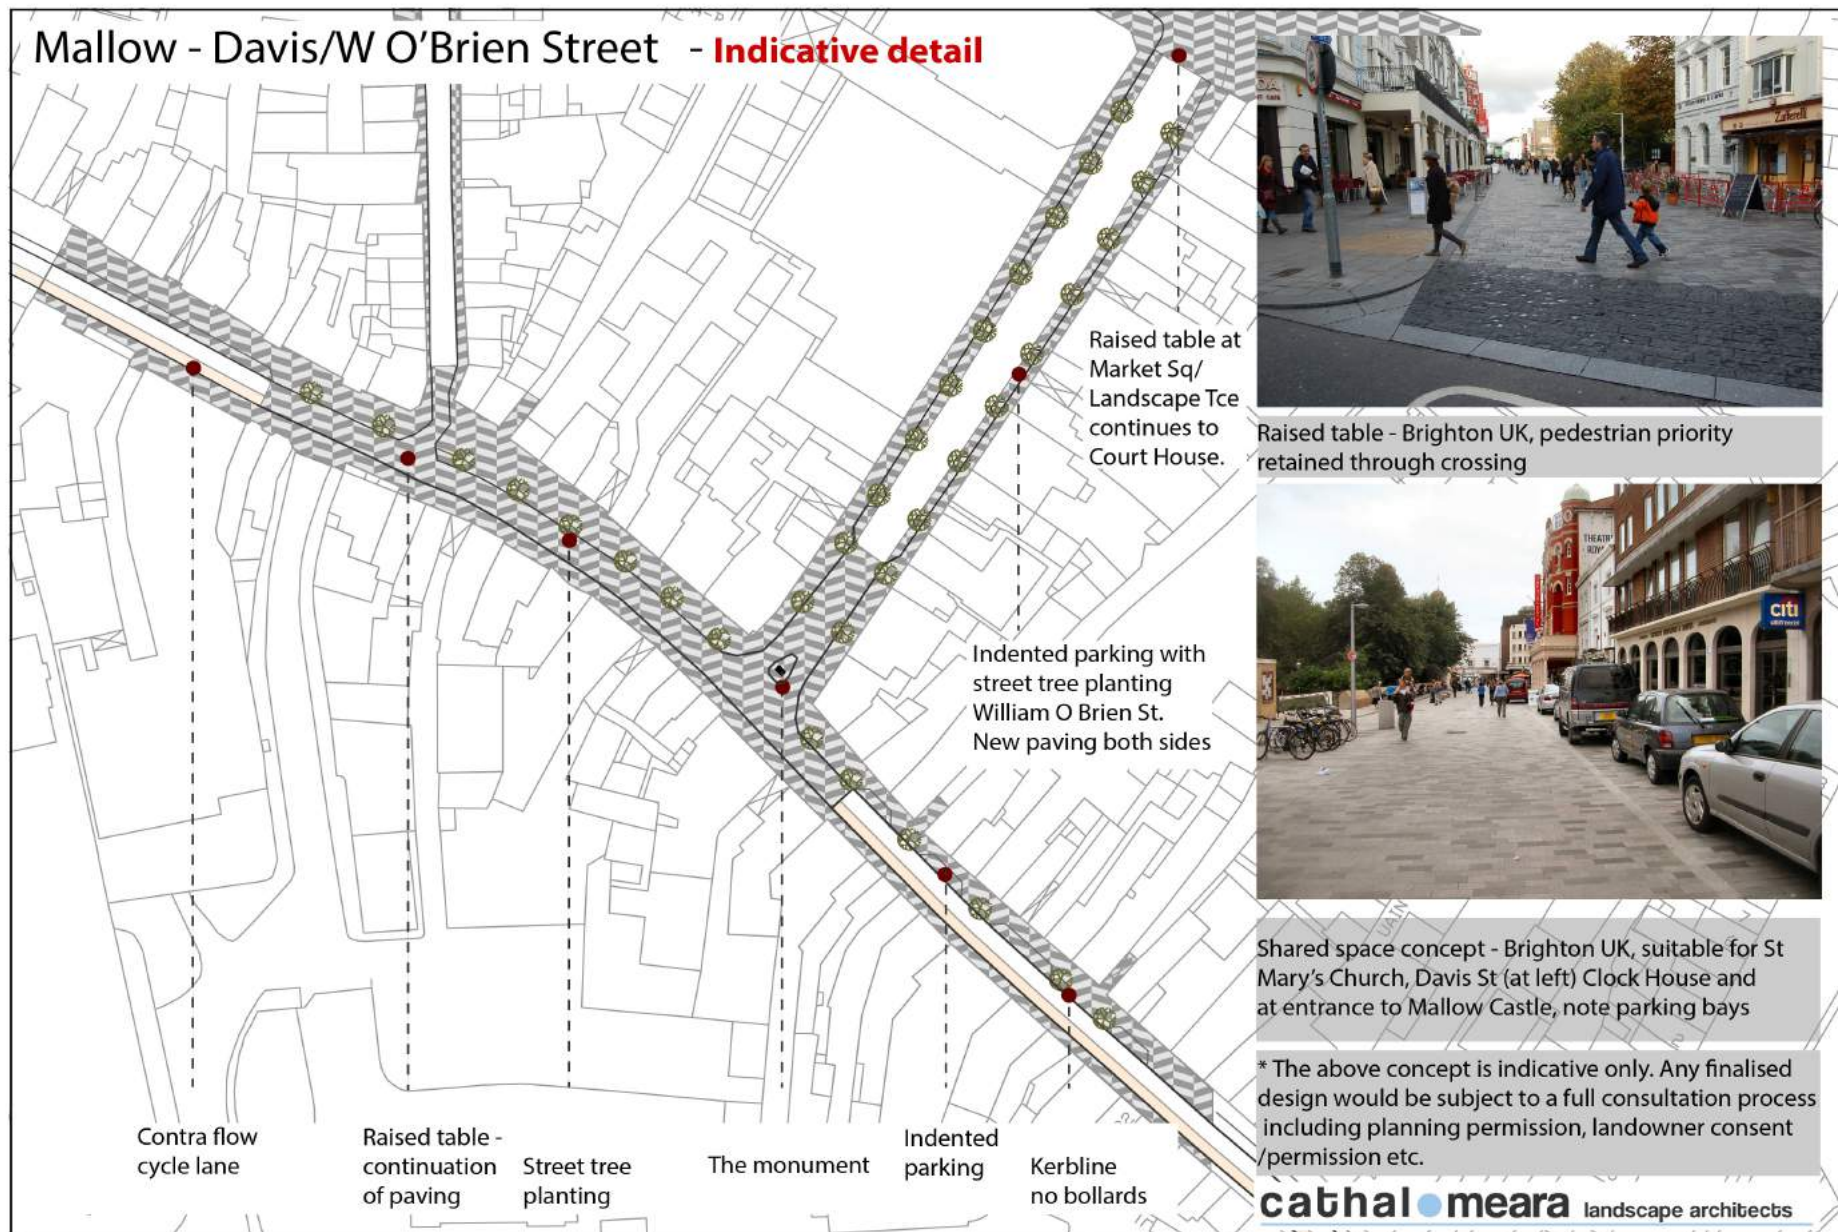 Mallow - Davis/W O'Brien Street - Indicative detail
Raised table at
Market Sq/
Landscape Tce
continues to
Court House.
Indented parking with
street tree planting
William O Brien St.
New paving both sides
Contra flow
cycle lane
Raised table -
continuation
of paving
Street tree
planting
The monument
Indented
parking
Kerbline
no bollards
Raised table - Brighton UK, pedestrian priority
retained through crossing
THEATRE
ROYAL
citi
Shared space concept - Brighton UK, suitable for St
Mary's Church, Davis St (at left) Clock House and
at entrance to Mallow Castle, note parking bays
* The above concept is indicative only. Any finalised
design would be subject to a full consultation process
including planning permission, landowner consent
/permission etc.
cathal meara landscape architects